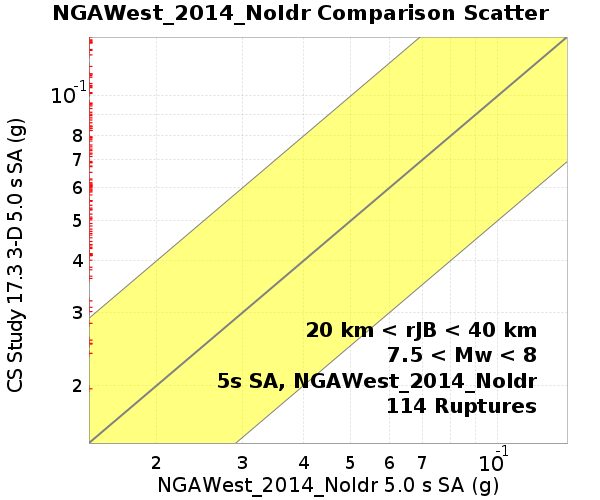 NGAWest_2014_NoIdr Comparison Scatter
CS Study 17.3 3-D 5.0 s SA (g)
10-1
8
7
6
5
4
3
2
20 km < rJB < 40 km
7.5 < Mw < 8
5s SA, NGAWest_2014_NoIdr
114 Ruptures
2 3 4 5 6 7 10-1
NGAWest_2014_NoIdr 5.0 s SA (g)